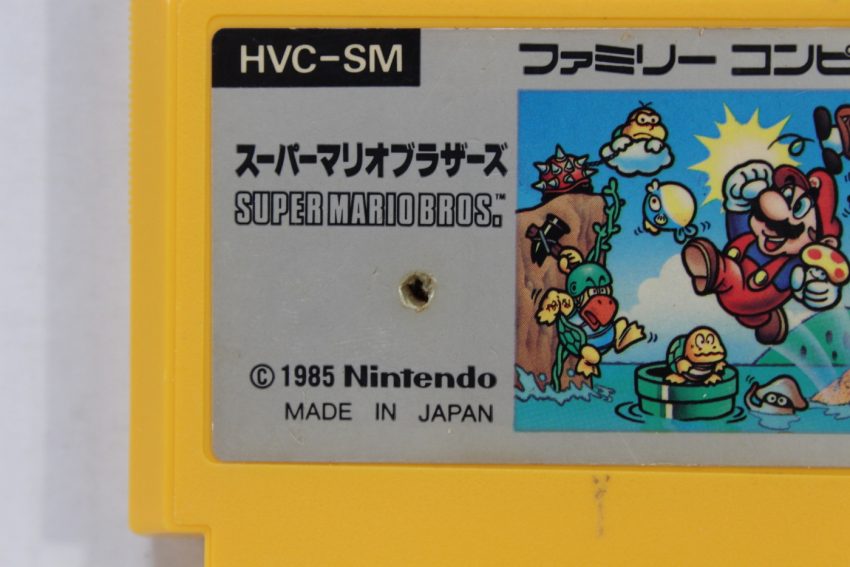 HVC-SM
ファミリー コンピ
スーパーマリオブラザーズ
SUPER MARIO BROS.™
© 1985 Nintendo
MADE IN JAPAN